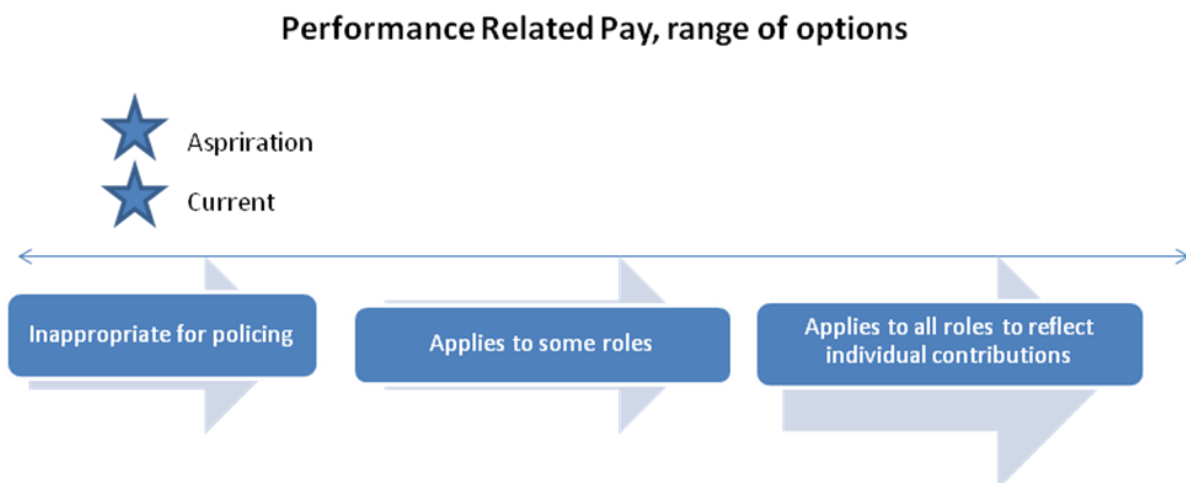 Performance Related Pay, range of options
Aspriration
Current
Inappropriate for policing
Applies to some roles
Applies to all roles to reflect
individual contributions